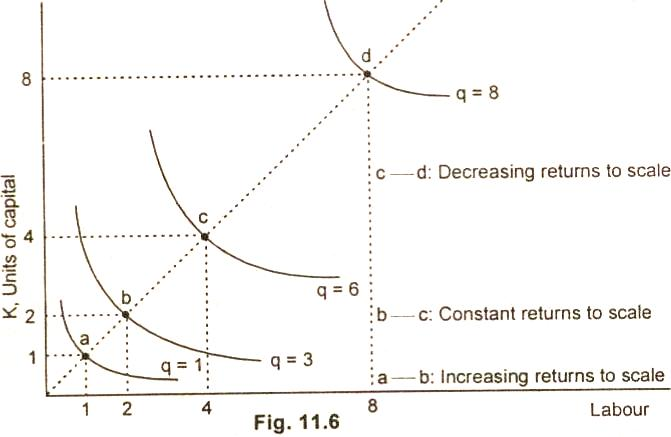 d
8
q = 8
c — d: Decreasing returns to scale
K, Units of capital
c
4
q = 6
b
2
b — c: Constant returns to scale
a
1
q = 1
q = 3
a — b: Increasing returns to scale
1 2 4 8 Labour
Fig. 11.6